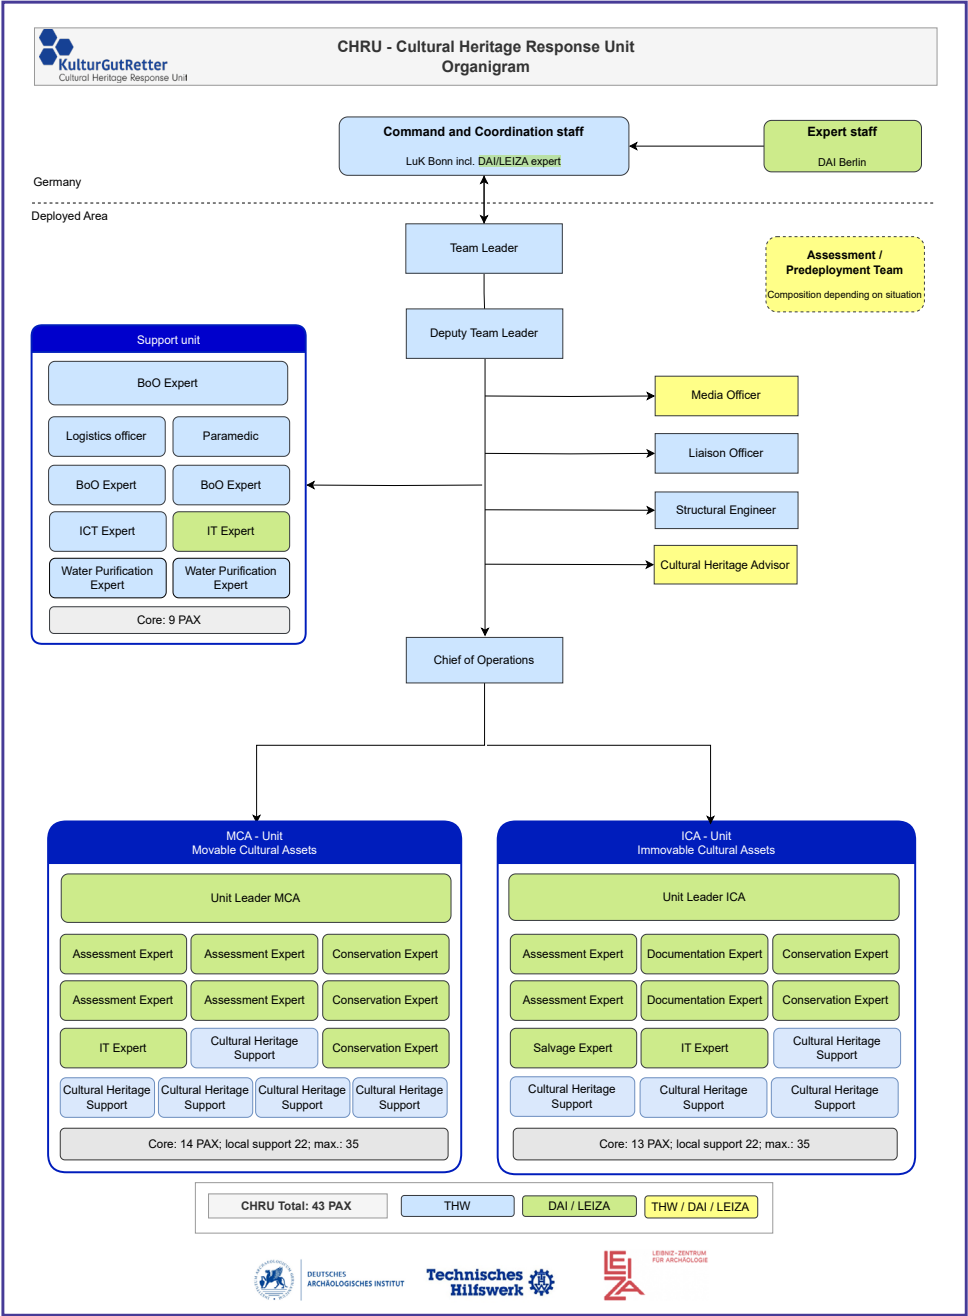 KulturGutRetter
Cultural Heritage Response Unit
CHRU - Cultural Heritage Response Unit
Organigram
Command and Coordination staff
LuK Bonn incl. DAI/LEIZA expert
Expert staff
DAI Berlin
Germany
Deployed Area
Team Leader
Assessment /
Predeployment Team
Composition depending on situation
Deputy Team Leader
Support unit
BoO Expert
Logistics officer
Paramedic
BoO Expert
BoO Expert
ICT Expert
IT Expert
Water Purification
Expert
Water Purification
Expert
Core: 9 PAX
Media Officer
Liaison Officer
Structural Engineer
Cultural Heritage Advisor
Chief of Operations
MCA - Unit
Movable Cultural Assets
Unit Leader MCA
Assessment Expert
Assessment Expert
Conservation Expert
Assessment Expert
Assessment Expert
Conservation Expert
IT Expert
Cultural Heritage
Support
Conservation Expert
Cultural Heritage
Support
Cultural Heritage
Support
Cultural Heritage
Support
Cultural Heritage
Support
Core: 14 PAX; local support 22; max.: 35
ICA - Unit
Immovable Cultural Assets
Unit Leader ICA
Assessment Expert
Documentation Expert
Conservation Expert
Assessment Expert
Documentation Expert
Conservation Expert
Salvage Expert
IT Expert
Cultural Heritage
Support
Cultural Heritage
Support
Cultural Heritage
Support
Cultural Heritage
Support
Core: 13 PAX; local support 22; max.: 35
CHRU Total: 43 PAX
THW
DAI / LEIZA
THW / DAI / LEIZA
DEUTSCHES
ARCHÄOLOGISCHES INSTITUT
Technisches
Hilfswerk
LEIZA
LEIBNIZ-ZENTRUM
FÜR ARCHÄOLOGIE